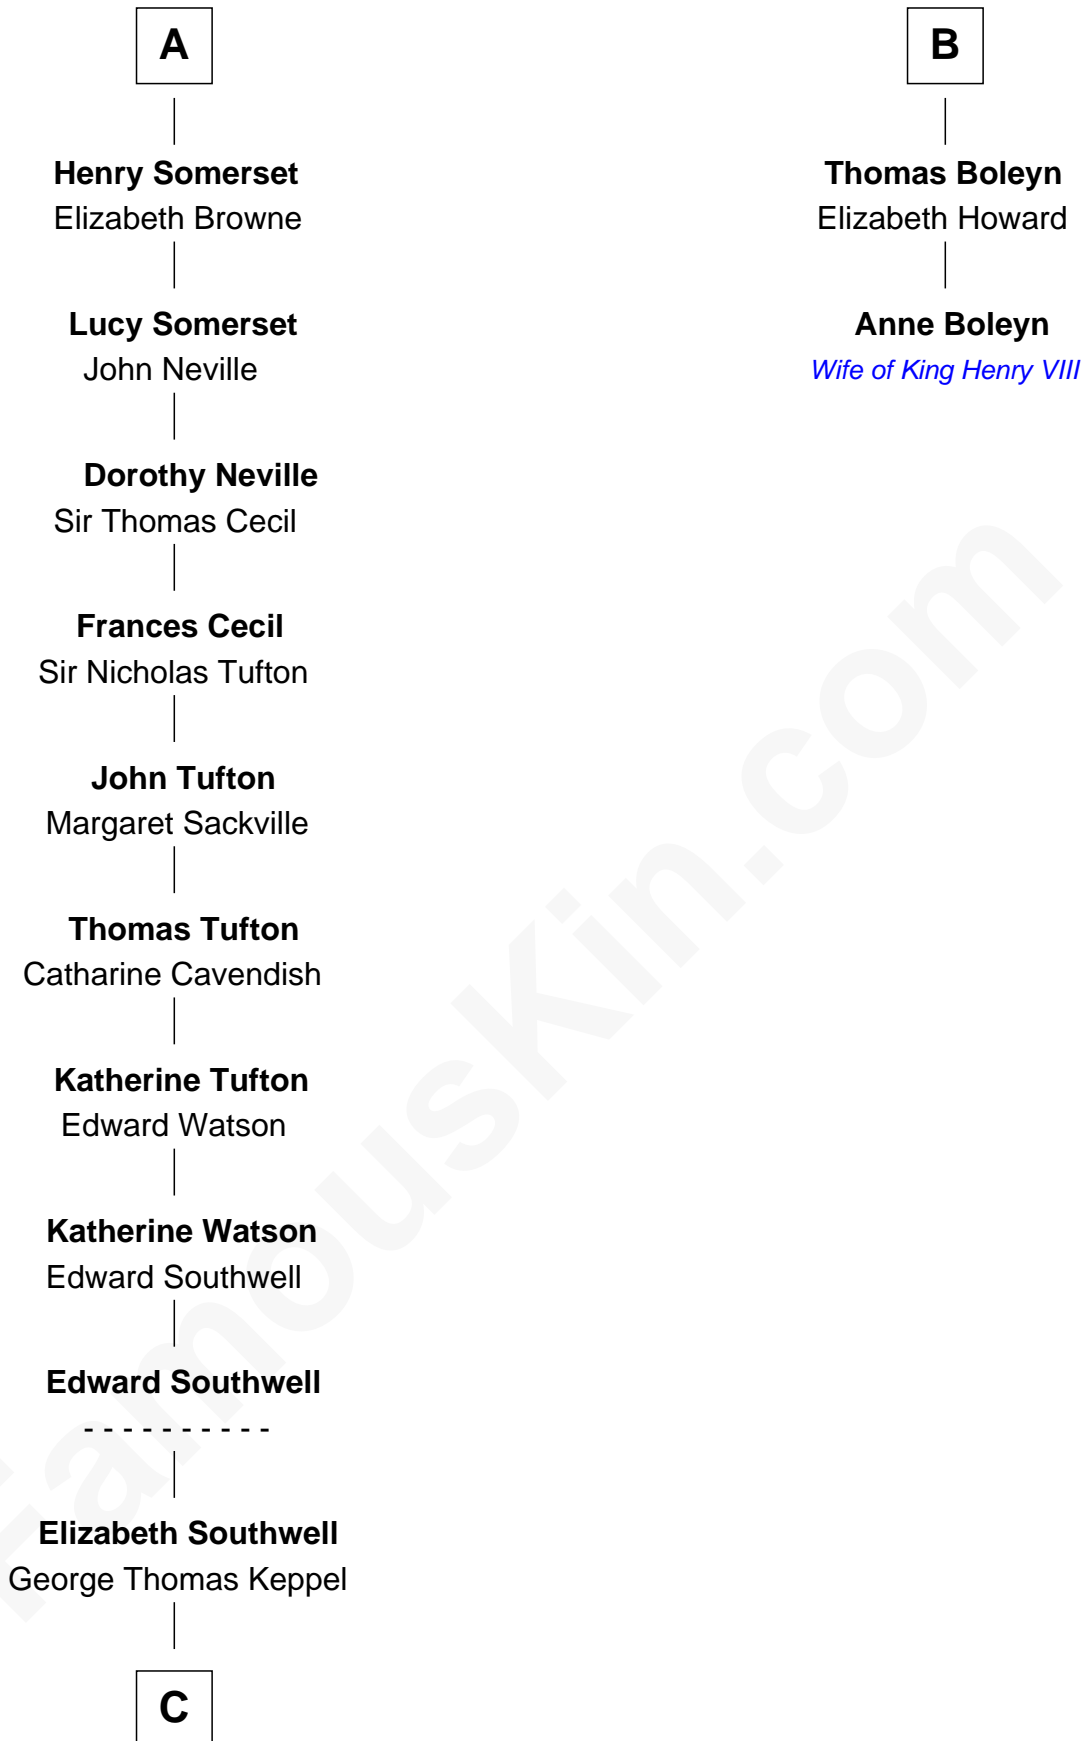 A
Henry Somerset
Elizabeth Browne
Lucy Somerset
John Neville
Dorothy Neville
Sir Thomas Cecil
Frances Cecil
Sir Nicholas Tufton
John Tufton
Margaret Sackville
Thomas Tufton
Catharine Cavendish
Katherine Tufton
Edward Watson
Katherine Watson
Edward Southwell
Edward Southwell
- - - - - - - - - -
Elizabeth Southwell
George Thomas Keppel
C
B
Thomas Boleyn
Elizabeth Howard
Anne Boleyn
Wife of King Henry VIII
FamousKin.com